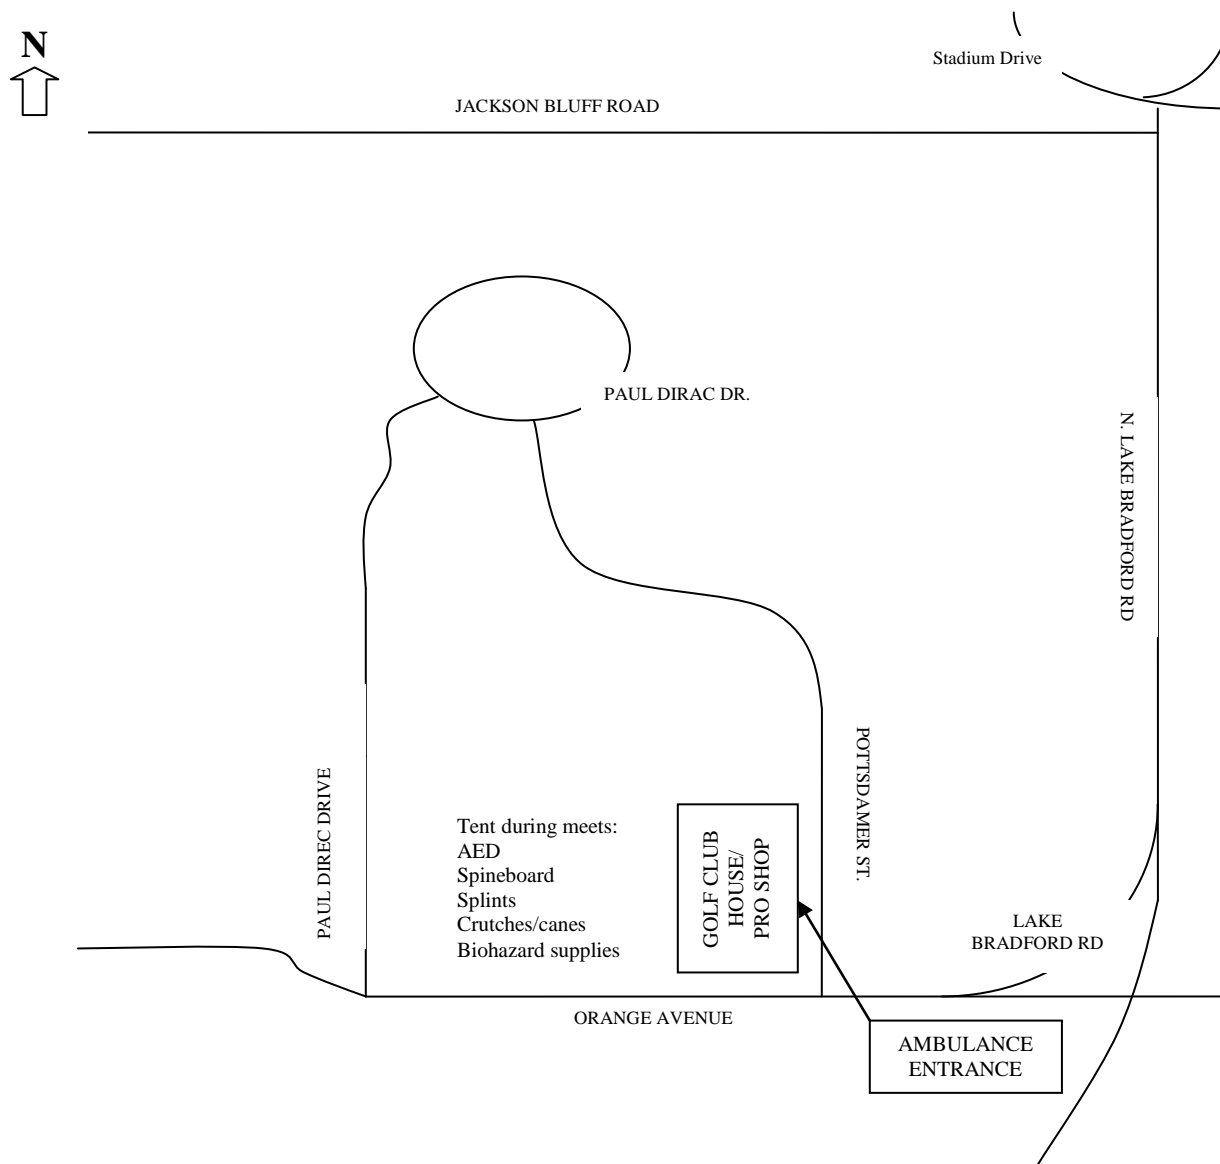 N
Stadium Drive
JACKSON BLUFF ROAD
PAUL DIRAC DR.
N. LAKE BRADFORD RD
POTTSDAMER ST.
PAUL DIREC DRIVE
Tent during meets:
AED
Spineboard
Splints
Crutches/canes
Biohazard supplies
GOLF CLUB
HOUSE/
PRO SHOP
LAKE
BRADFORD RD
ORANGE AVENUE
AMBULANCE
ENTRANCE